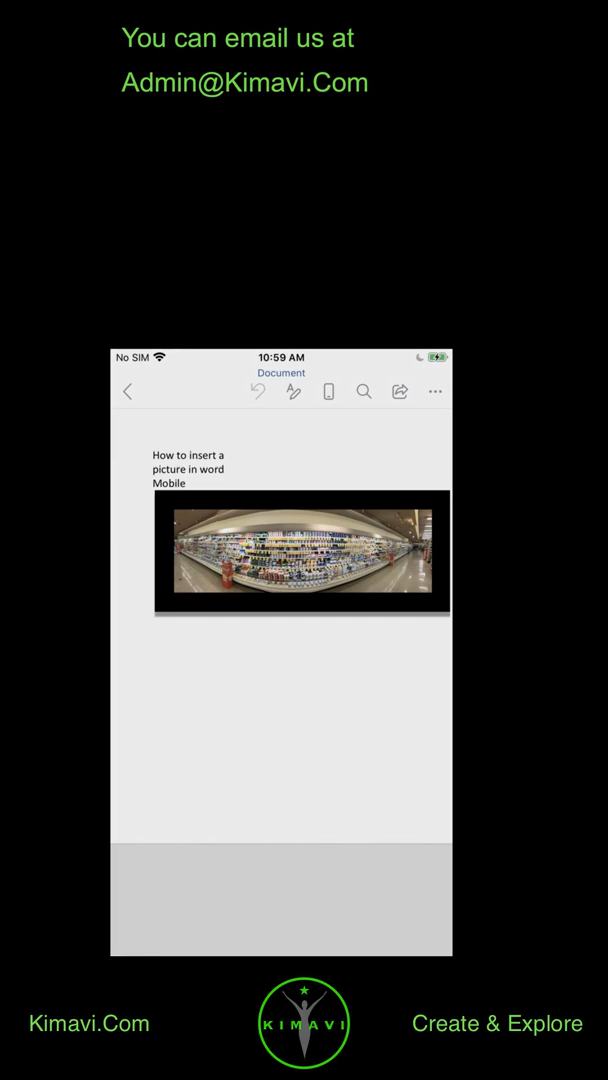 You can email us at
Admin@Kimavi.Com
No SIM 10:59 AM
Document
How to insert a
picture in word
Mobile
Kimavi.Com
KIMAVI
Create & Explore